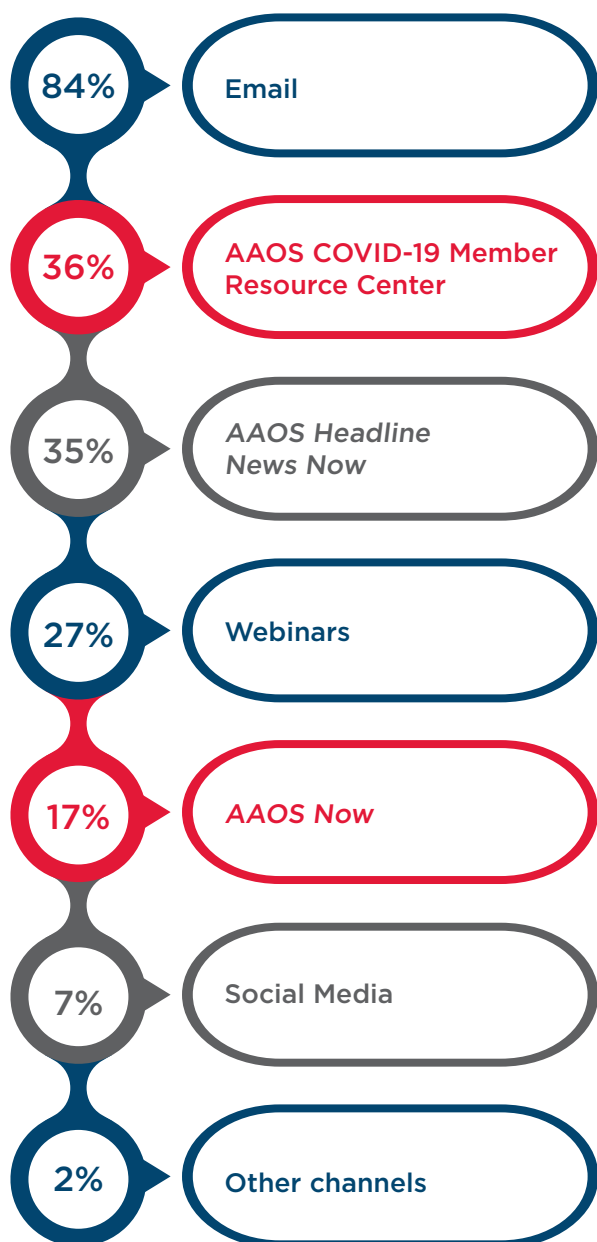 84%
Email
36%
AAOS COVID-19 Member
Resource Center
35%
AAOS Headline
News Now
27%
Webinars
17%
AAOS Now
7%
Social Media
2%
Other channels